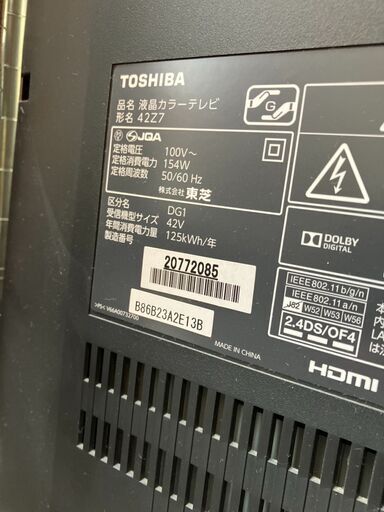 TOSHIBA
品名 液晶カラーテレビ
形名 42Z7
G
JQA
定格電圧 100V～
定格消費電力 154W
定格周波数 50/60 Hz
株式会社 東芝
区分名 DG1
受信機型サイズ 42V
年間消費電力量 125kWh/年
製造番号
20772085
B86B23A2E13B
MADE IN CHINA
DOLBY
DIGITAL
IEEE802.11b/g/n
IEEE802.11a/n
J52 W52 W53 W56
2.4DS/OF4
HDMI